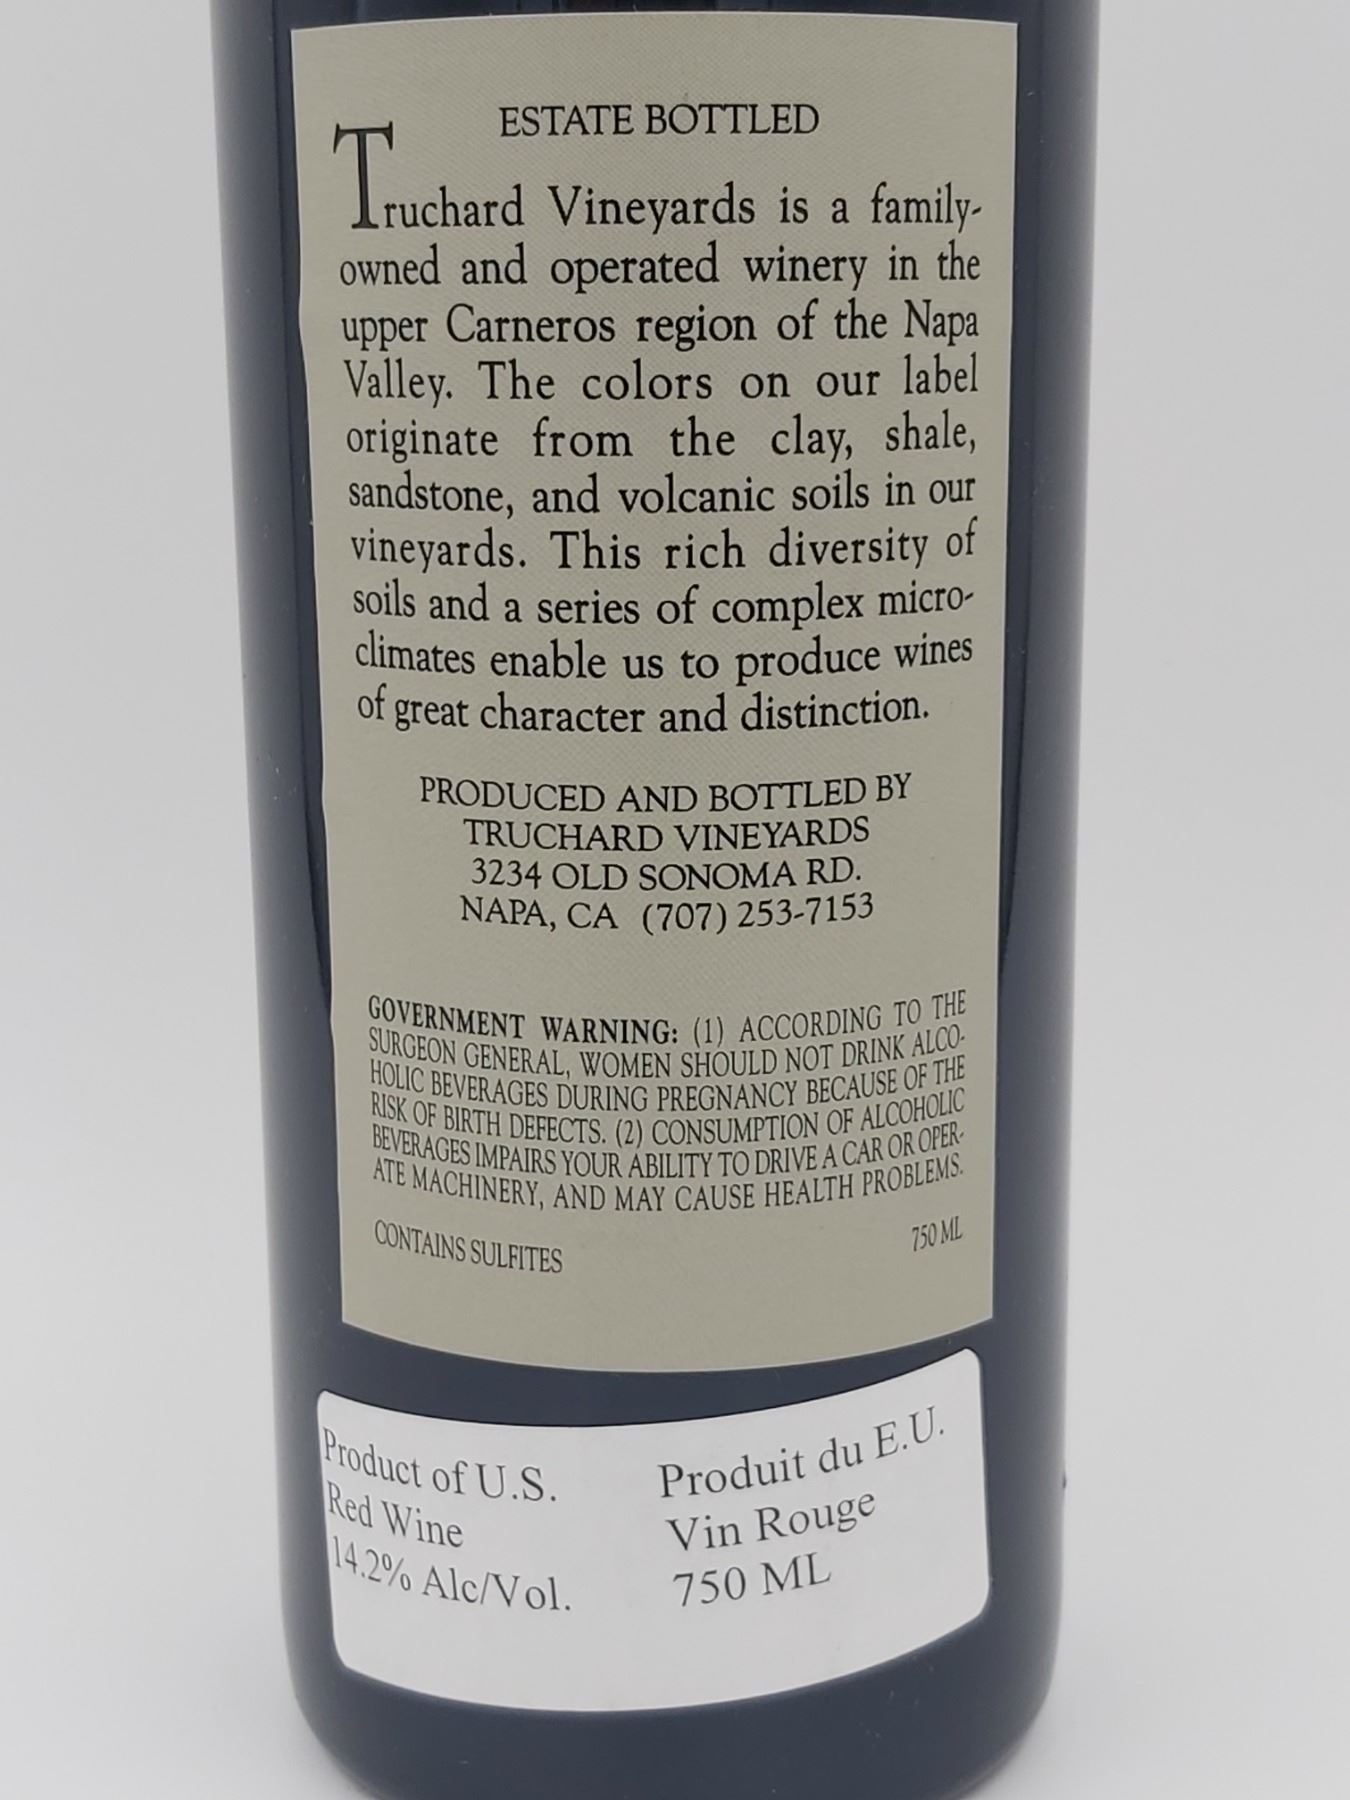 ESTATE BOTTLED
Truchard Vineyards is a family-
owned and operated winery in the
upper Carneros region of the Napa
Valley. The colors on our label
originate from the clay, shale,
sandstone, and volcanic soils in our
vineyards. This rich diversity of
soils and a series of complex micro-
climates enable us to produce wines
of great character and distinction.
PRODUCED AND BOTTLED BY
TRUCHARD VINEYARDS
3234 OLD SONOMA RD.
NAPA, CA (707) 253-7153
GOVERNMENT WARNING: (1) ACCORDING TO THE
SURGEON GENERAL, WOMEN SHOULD NOT DRINK ALCO-
HOLIC BEVERAGES DURING PREGNANCY BECAUSE OF THE
RISK OF BIRTH DEFECTS. (2) CONSUMPTION OF ALCOHOLIC
BEVERAGES IMPAIRS YOUR ABILITY TO DRIVE A CAR OR OPER-
ATE MACHINERY, AND MAY CAUSE HEALTH PROBLEMS.
CONTAINS SULFITES
750 ML
Product of U.S.
Red Wine
14.2% Alc/Vol.
Produit du E.U.
Vin Rouge
750 ML